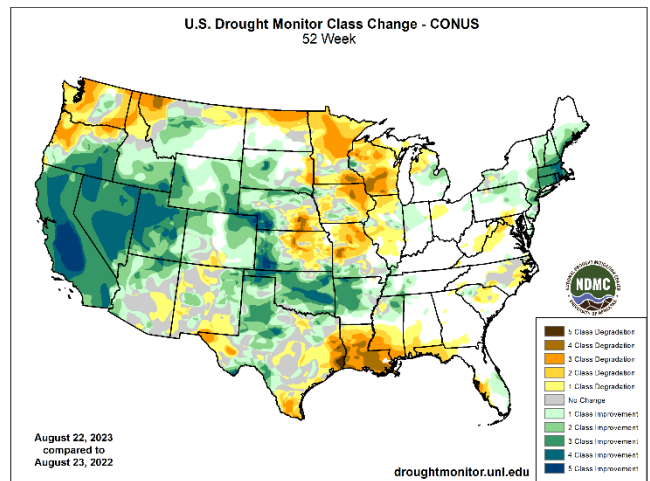 U.S. Drought Monitor Class Change - CONUS
52 Week
NDMC
5 Class Degradation
4 Class Degradation
3 Class Degradation
2 Class Degradation
1 Class Degradation
No Change
1 Class Improvement
2 Class Improvement
3 Class Improvement
4 Class Improvement
5 Class Improvement
August 22, 2023
compared to
August 23, 2022
droughtmonitor.unl.edu